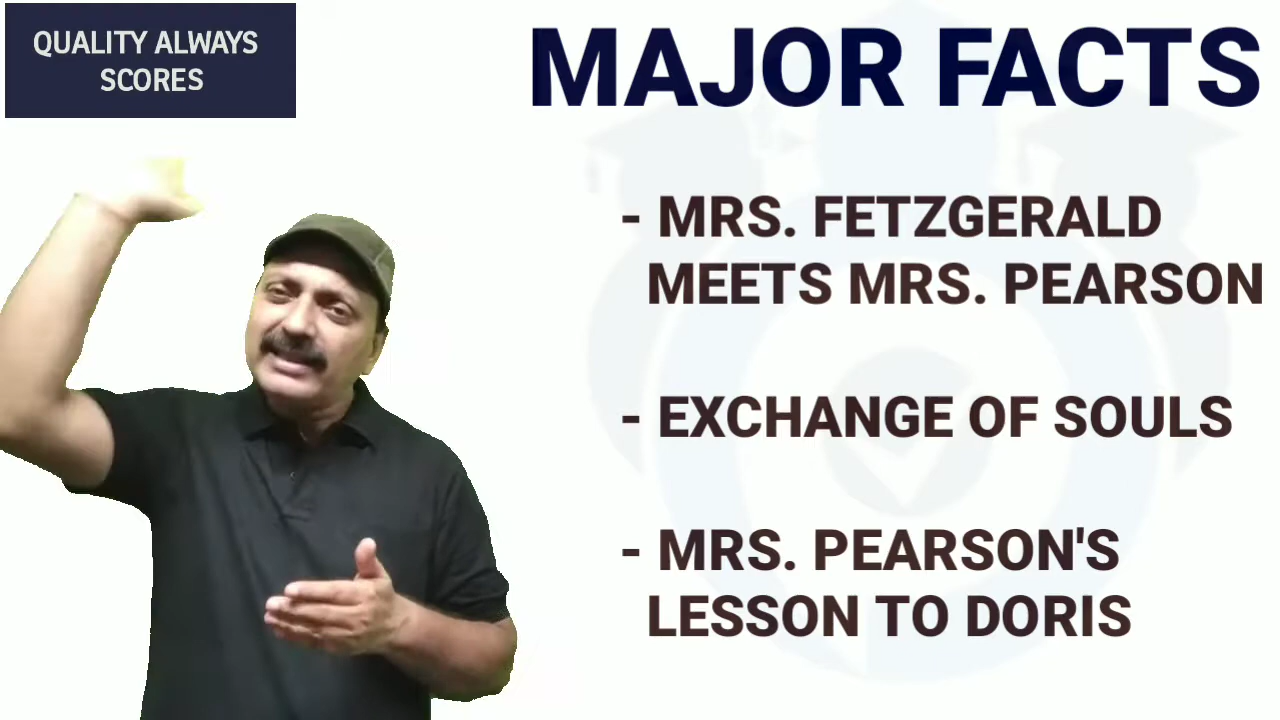 QUALITY ALWAYS
SCORES
MAJOR FACTS
- MRS. FETZGERALD
MEETS MRS. PEARSON
- EXCHANGE OF SOULS
- MRS. PEARSON'S
LESSON TO DORIS